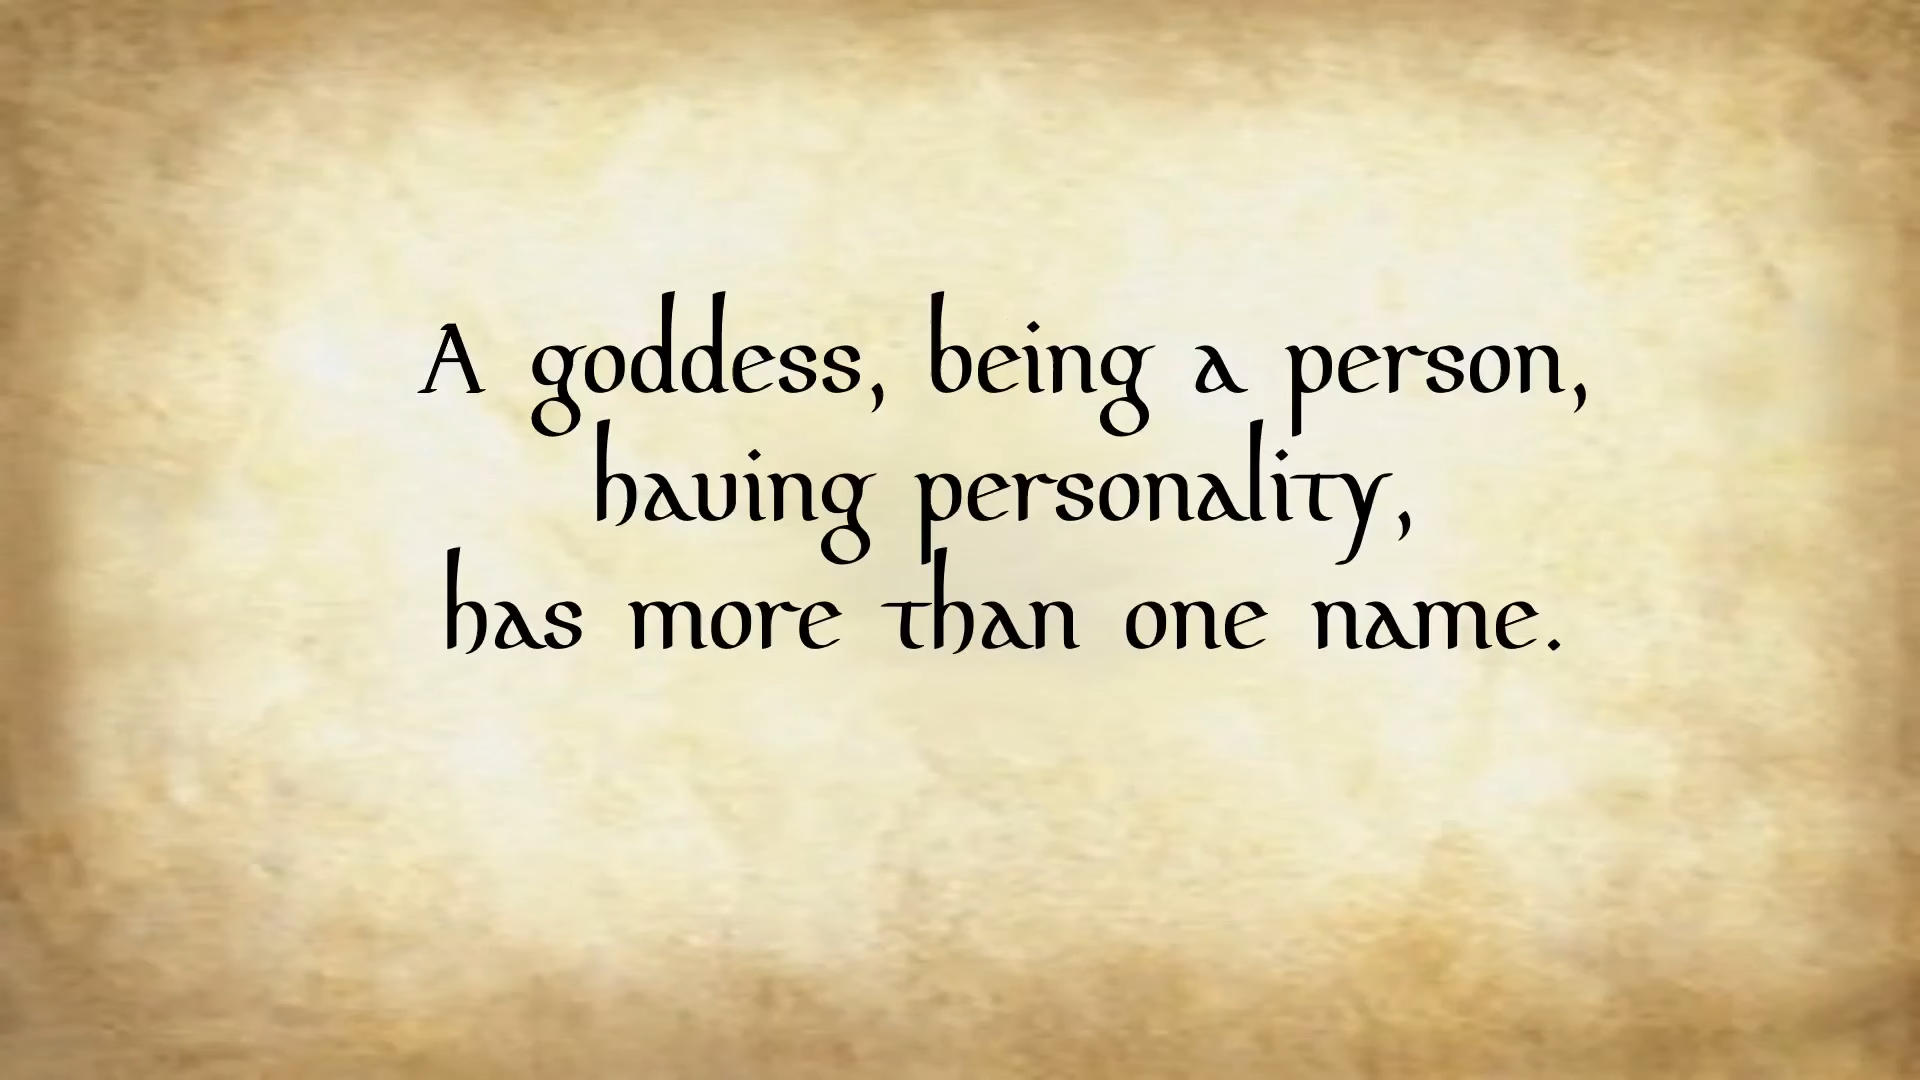 A goddess, being a person,
having personality,
has more than one name.